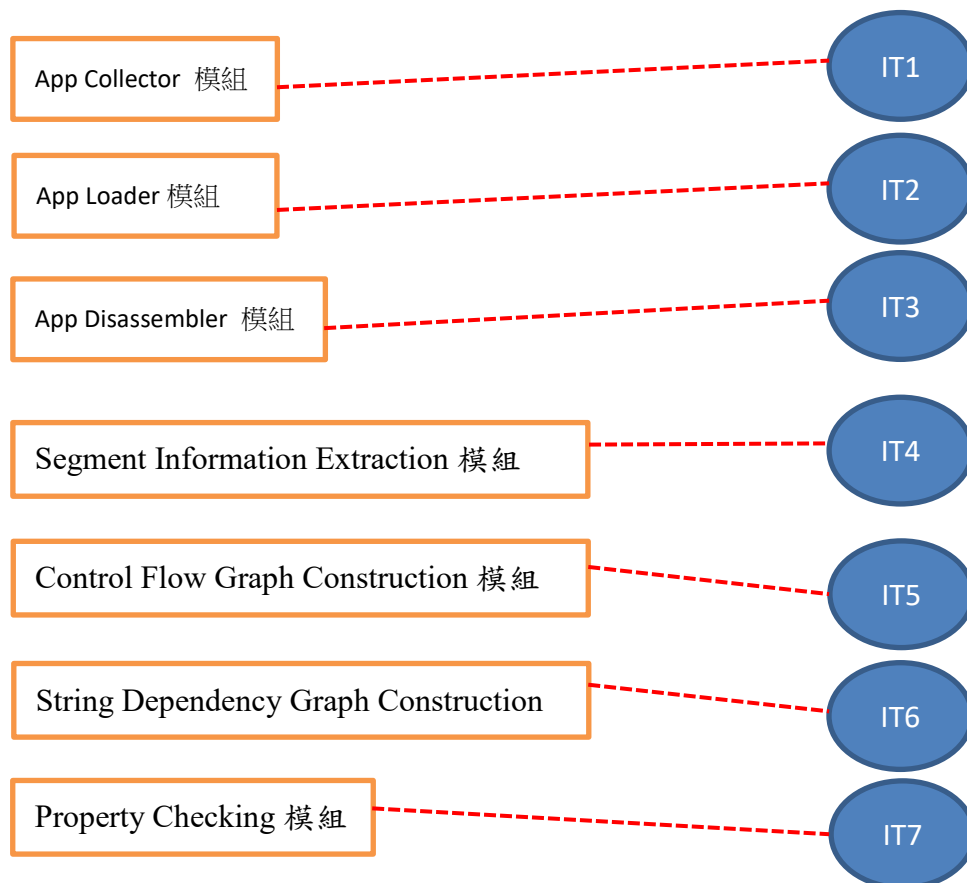 App Collector 模組
IT1
App Loader 模組
IT2
App Disassembler 模組
IT3
Segment Information Extraction 模組
IT4
Control Flow Graph Construction 模組
IT5
String Dependency Graph Construction
IT6
Property Checking 模組
IT7